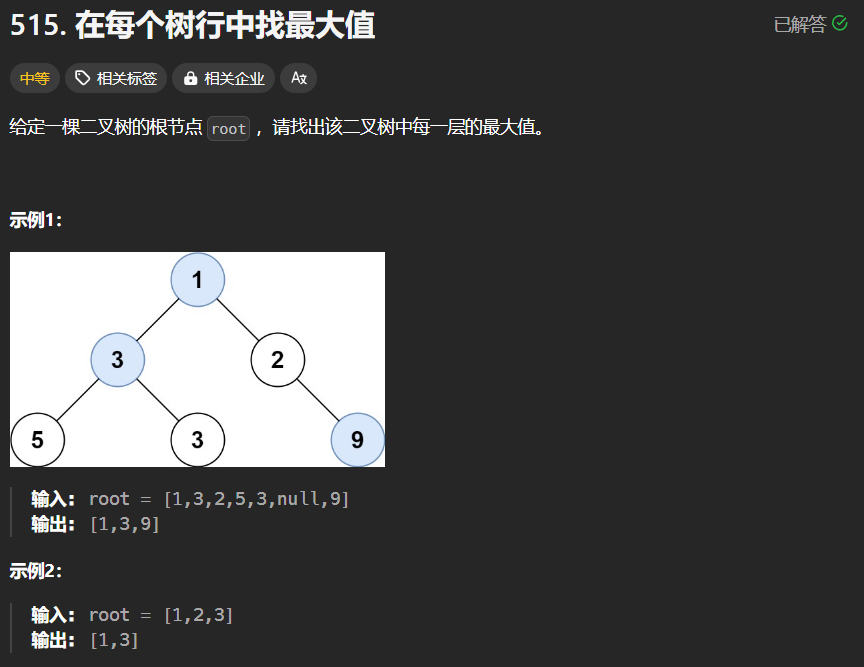 515. 在每个树行中找最大值
已解答
中等 相关标签 相关企业
给定一棵二叉树的根节点 root ，请找出该二叉树中每一层的最大值。
示例1：
1
3 2
5 3 9
输入： root = [1,3,2,5,3,null,9]
输出： [1,3,9]
示例2：
输入： root = [1,2,3]
输出： [1,3]